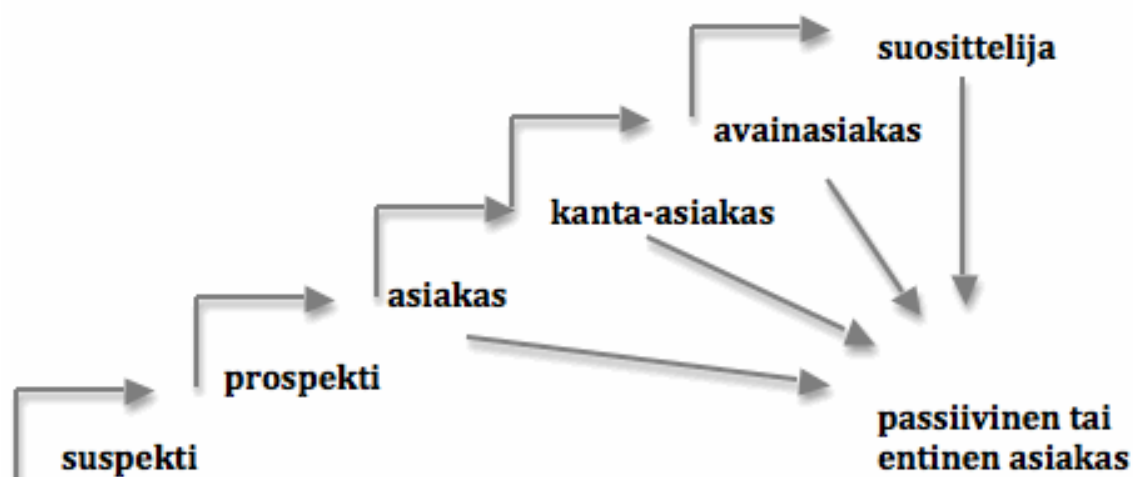 suosittelija
avainasiakas
kanta-asiakas
asiakas
prospekti
suspekti
passiivinen tai
entinen asiakas